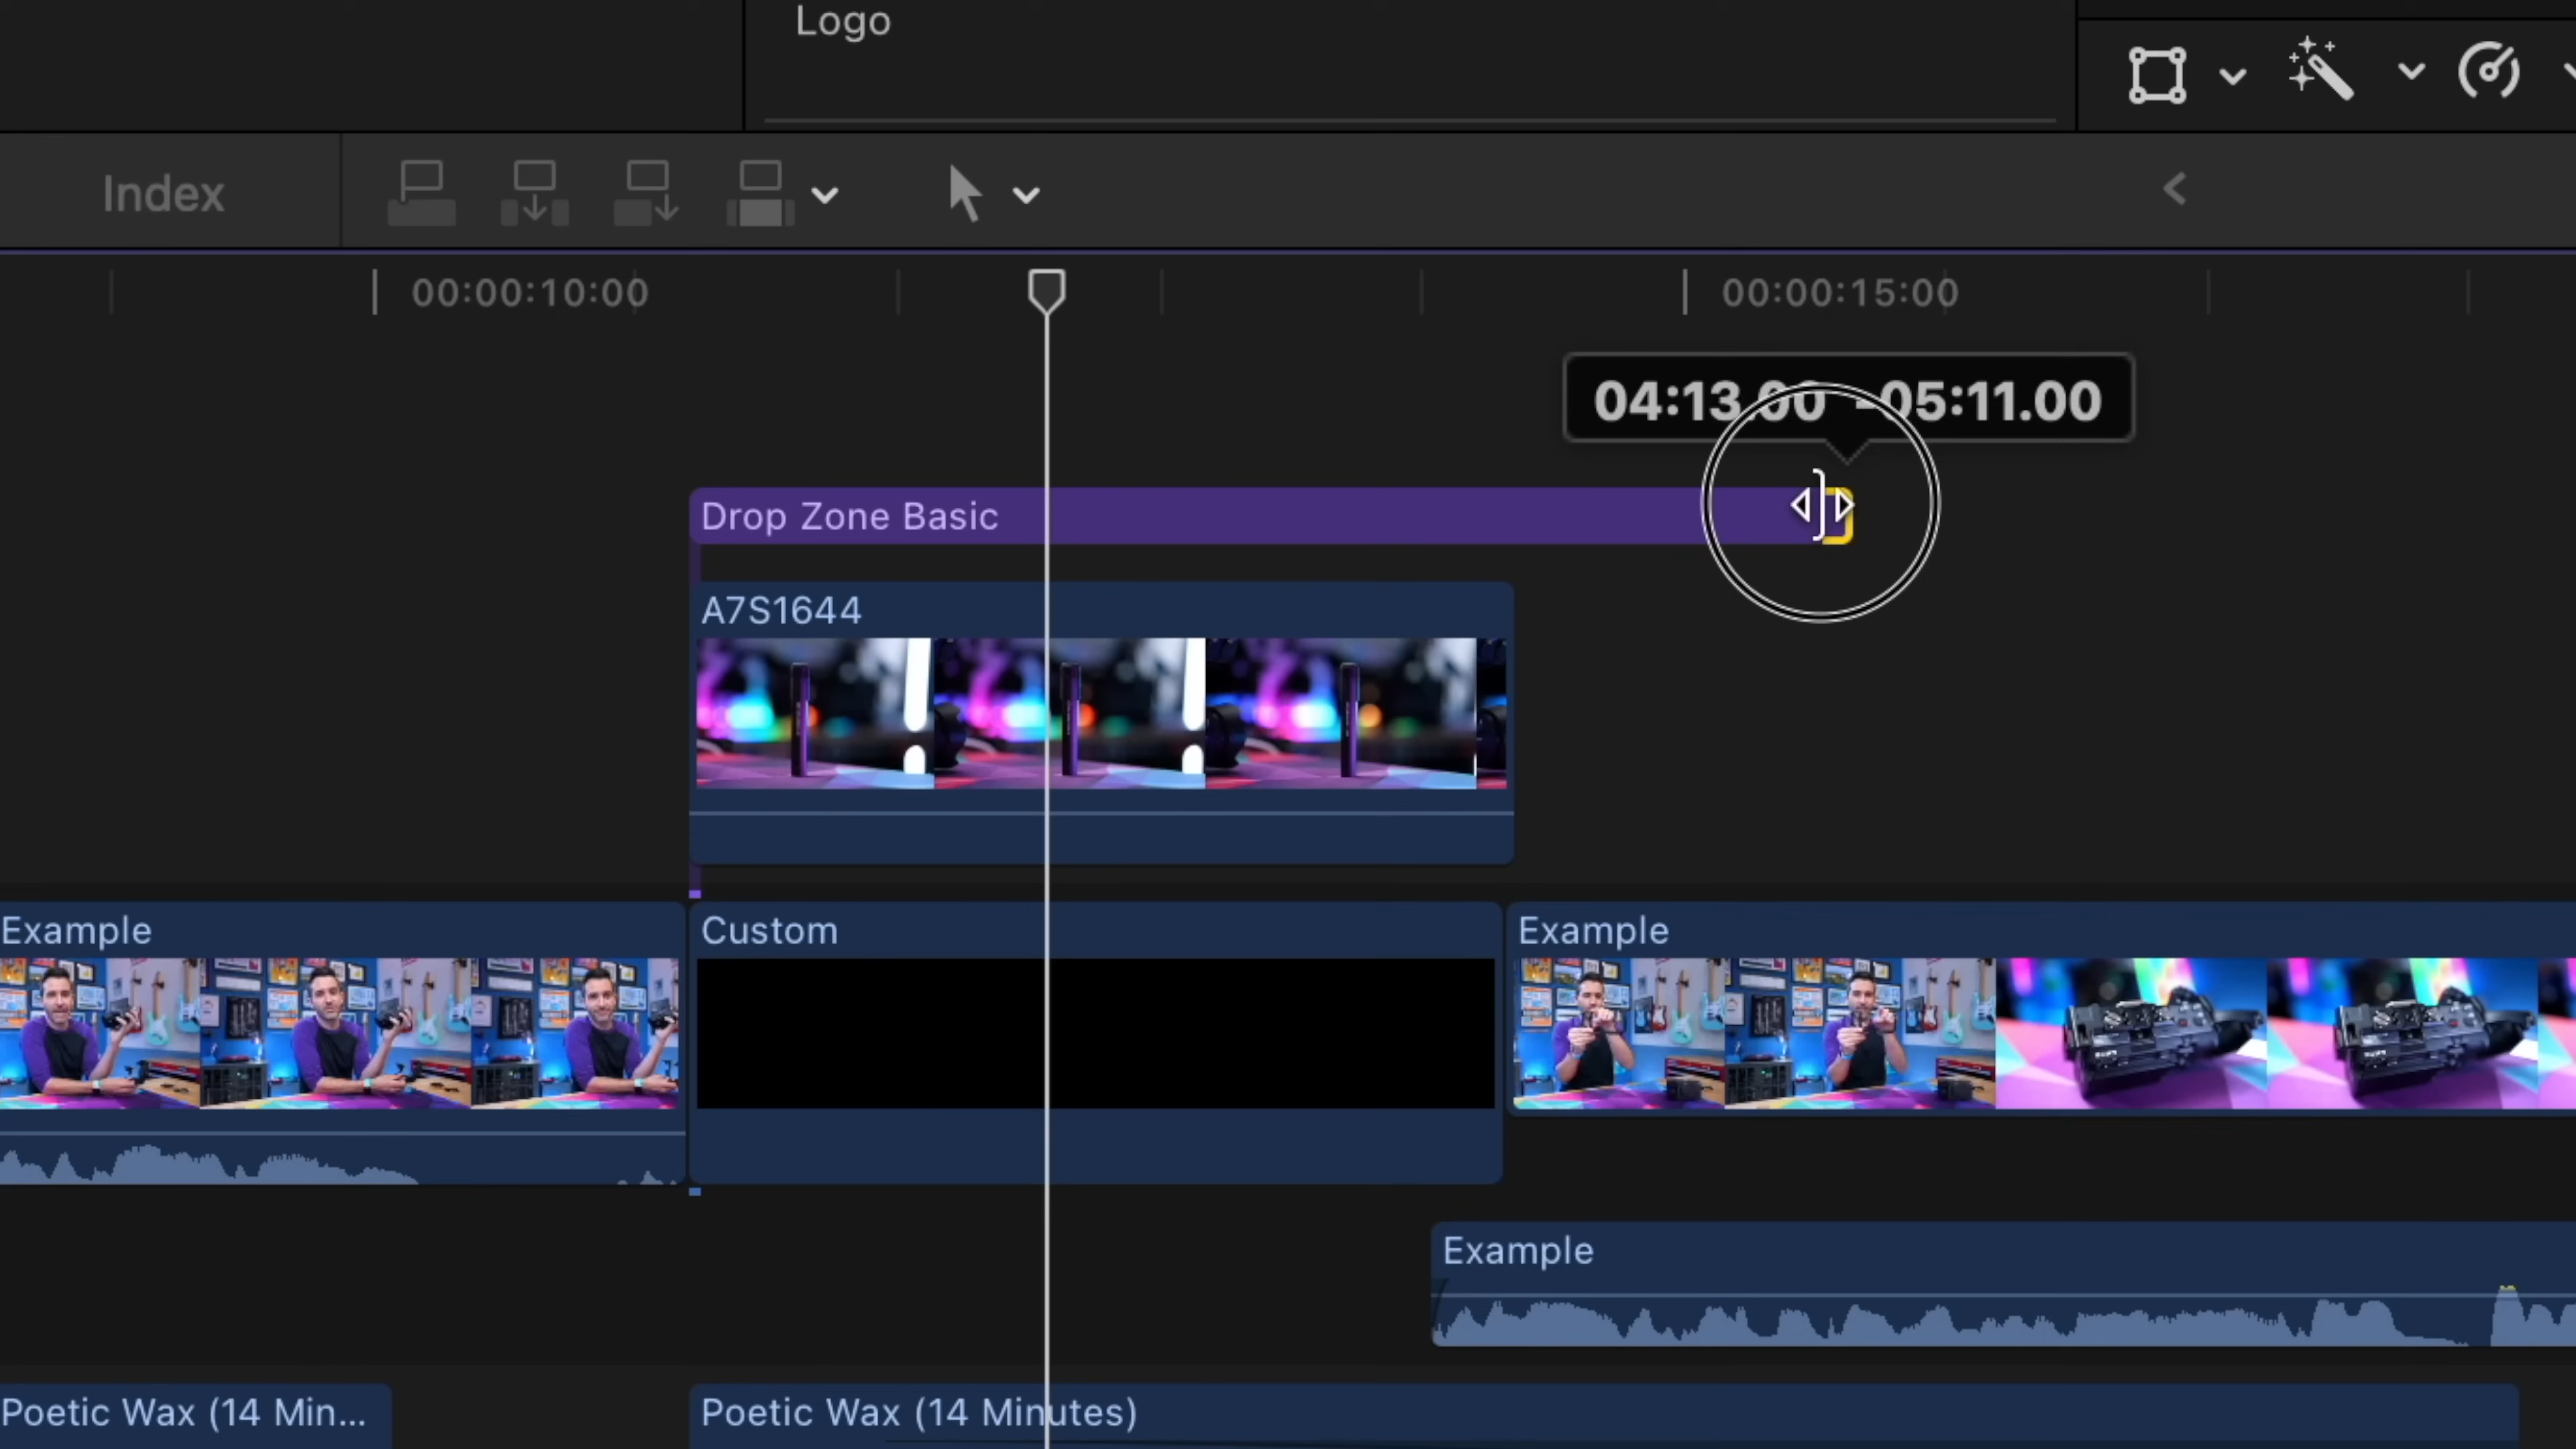 Logo
Index
00:00:10:00
00:00:15:00
04:13.00 -05:11.00
Drop Zone Basic
A7S1644
Example
Custom
Example
Example
Poetic Wax (14 Min...
Poetic Wax (14 Minutes)